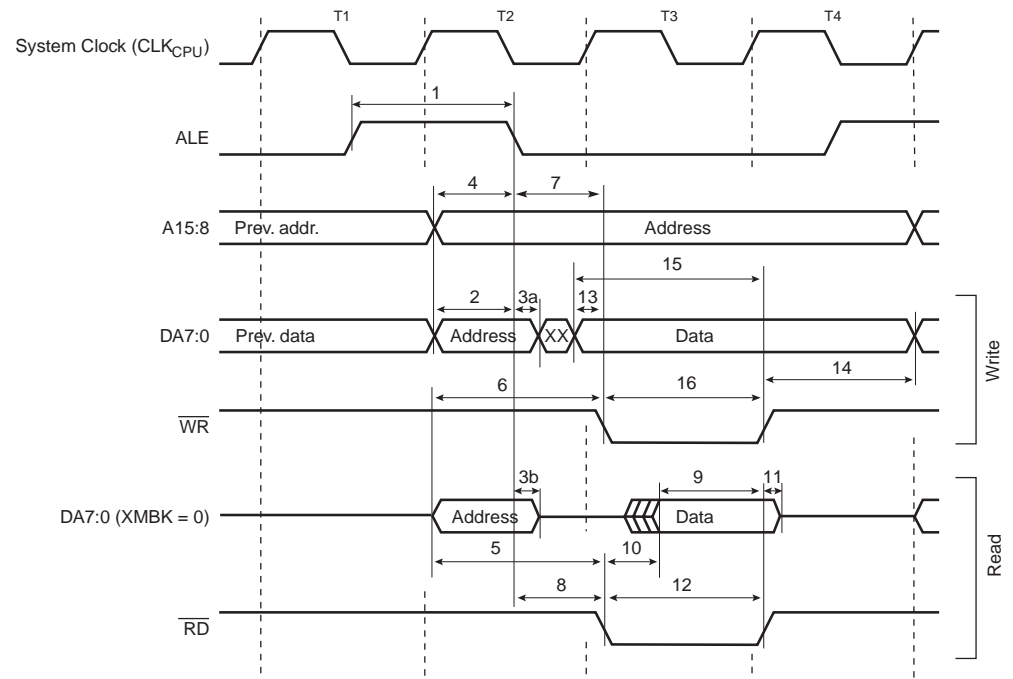 T1 T2 T3 T4
System Clock (CLKCPU)
1
ALE
4 7
A15:8 Prev. addr. Address
15
2 3a 13
DA7:0 Prev. data Address XX Data
14
6 16
WR
Write
3b 9 11
DA7:0 (XMBK = 0) Address Data
5 10
8 12
RD
Read